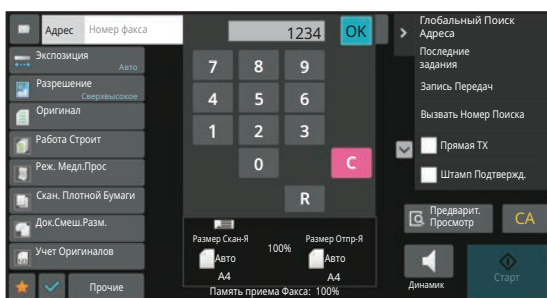 Адрес Номер факса
1234 OK
Экспозиция
Авто
Разрешение
Сверхвысокое
Оригинал
Работа Строит
Реж. Медл.Прос
Скан. Плотной Бумаги
Док.Смеш.Разм.
Учет Оригиналов
Прочие
7 8 9
4 5 6
1 2 3
0 C
R
Размер Скан-Я 100% Размер Отпр-Я
Авто Авто
A4 A4
Память приема Факса: 100%
Глобальный Поиск
Адреса
Последние
задания
Запись Передач
Вызвать Номер Поиска
Прямая TX
Штамп Подтвержд.
Предварит.
Просмотр
CA
Динамик
Старт